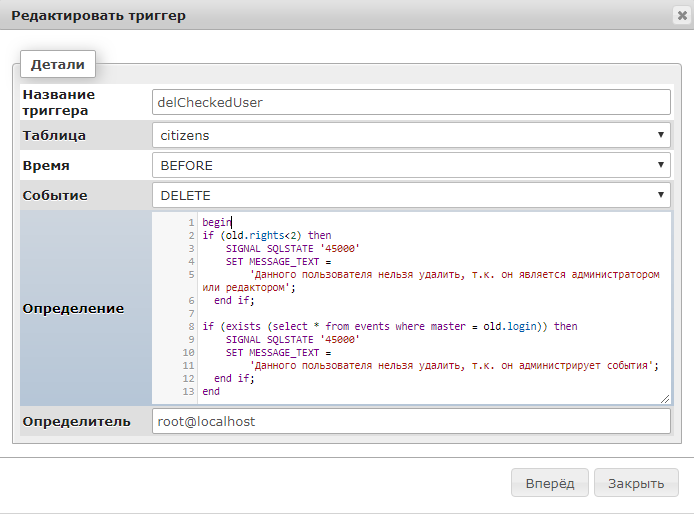 Редактировать триггер
Детали
Название
триггера
delCheckedUser
Таблица
citizens
Время
BEFORE
Событие
DELETE
Определение
1 begin
2 if (old.rights<2) then
3 SIGNAL SQLSTATE '45000'
4 SET MESSAGE_TEXT =
5 'Данного пользователя нельзя удалить, т.к. он является администратором
или редактором';
6 end if;
7
8 if (exists (select * from events where master = old.login)) then
9 SIGNAL SQLSTATE '45000'
10 SET MESSAGE_TEXT =
11 'Данного пользователя нельзя удалить, т.к. он администрирует события';
12 end if;
13 end
Определитель
root@localhost
Вперёд
Закрыть